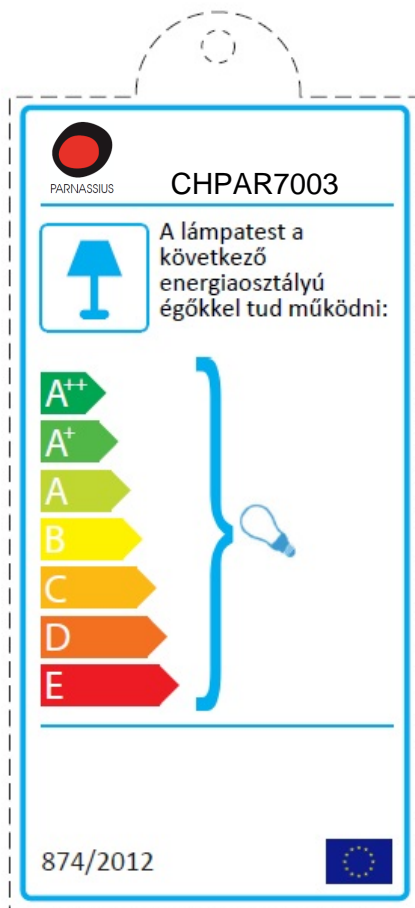 PARNASSIUS
CHPAR7003
A lámpatest a
következő
energiaosztályú
égőkkel tud működni:
A++
A+
A
B
C
D
E
874/2012